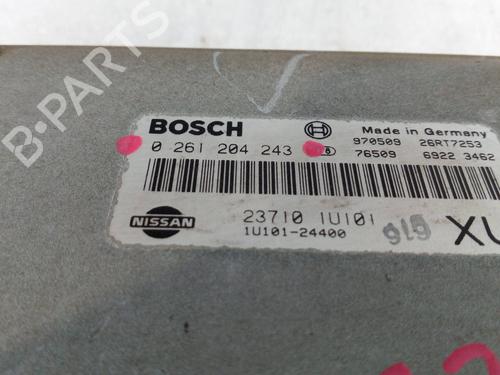 B-PARTS
BOSCH
Made in Germany
0 261 204 243
970509 26RT7253
76509 6922 3462
NISSAN
23710 1U101
1U101-24400
919
XU